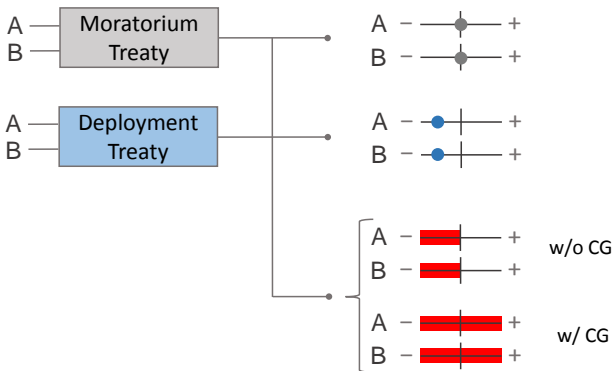 A
B
Moratorium
Treaty
A − +
B − +
A
B
Deployment
Treaty
A − +
B − +
A − +
B − +
w/o CG
A − +
B − +
w/ CG